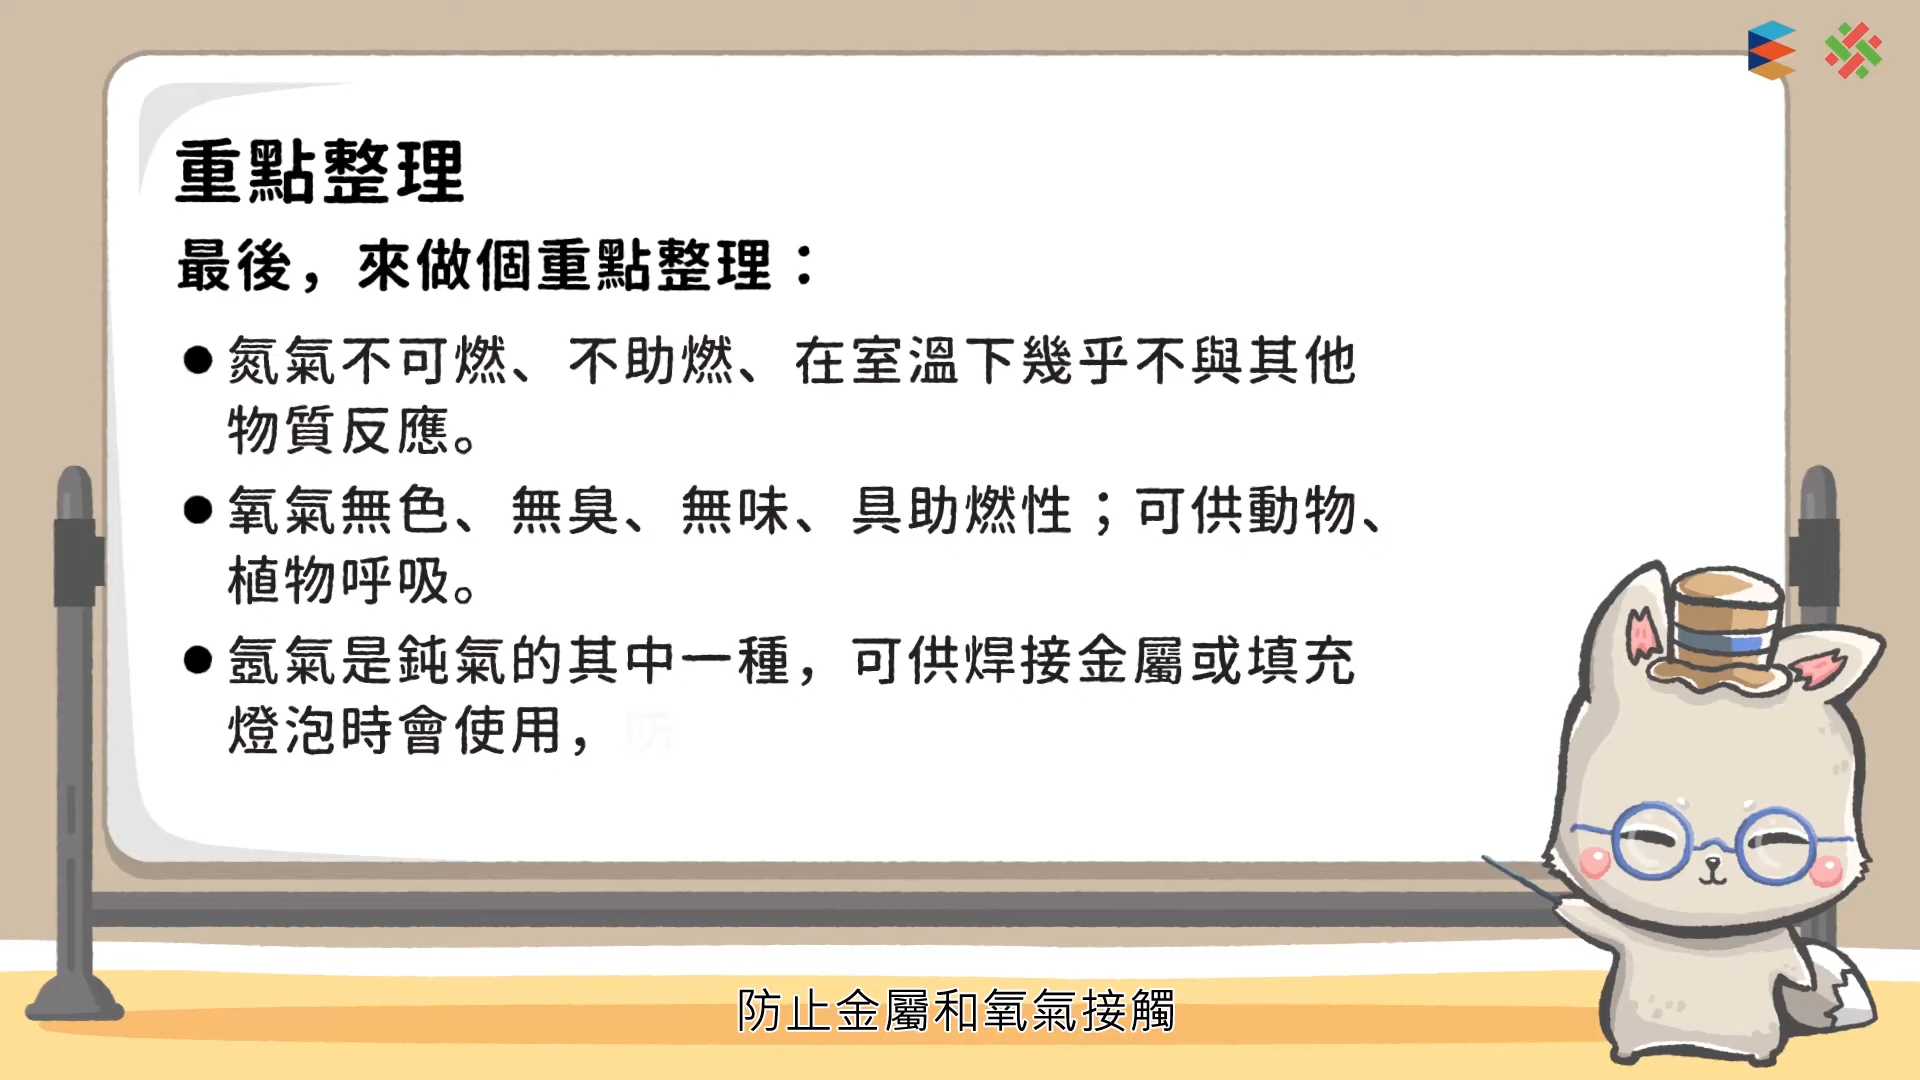 重點整理
最後，來做個重點整理：
●氮氣不可燃、不助燃、在室溫下幾乎不與其他
物質反應。
●氧氣無色、無臭、無味、具助燃性；可供動物、
植物呼吸。
●氬氣是鈍氣的其中一種，可供焊接金屬或填充
燈泡時會使用，防
防止金屬和氧氣接觸